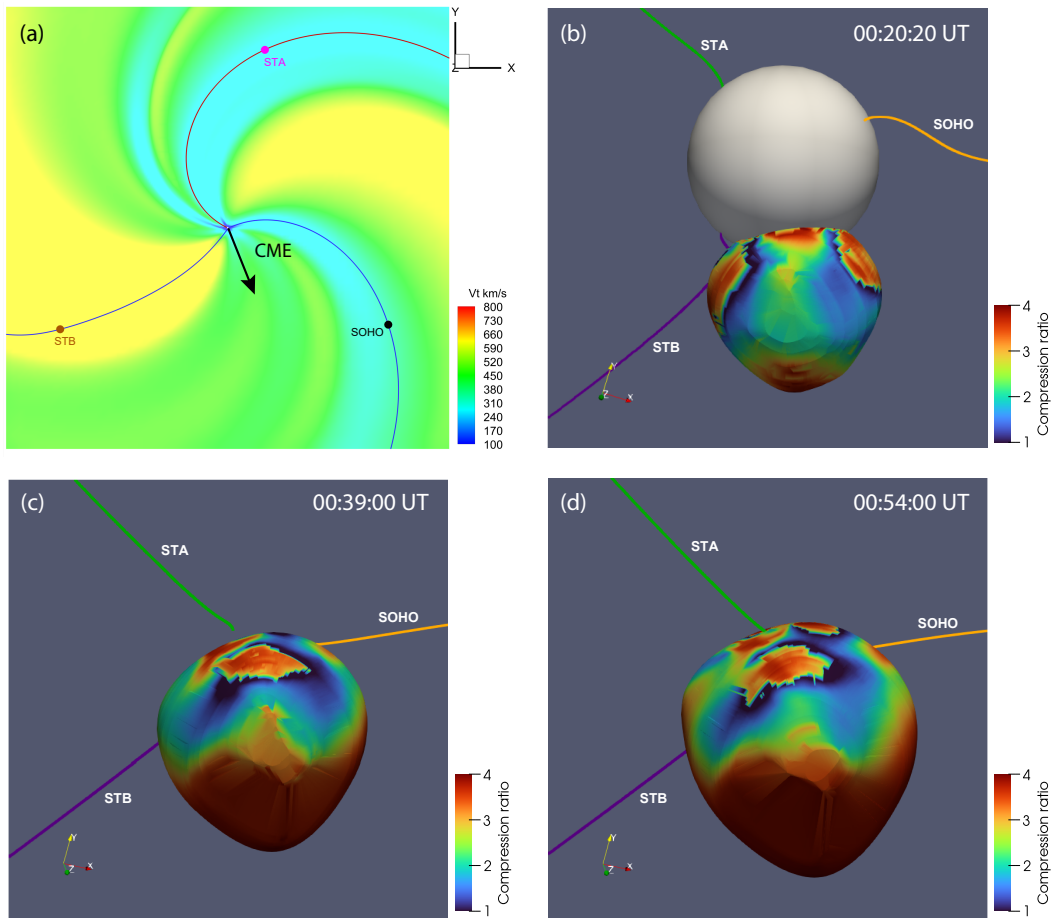 (a)
Y
Z
X
STA
CME
SOHO
STB
Vt km/s
800
730
660
590
520
450
380
310
240
170
100
(b)
00:20:20 UT
STA
SOHO
STB
Y
Z
X
4
3
2
1
Compression ratio
(c)
00:39:00 UT
STA
SOHO
STB
Y
Z
X
4
3
2
1
Compression ratio
(d)
00:54:00 UT
STA
SOHO
STB
Y
Z
X
4
3
2
1
Compression ratio